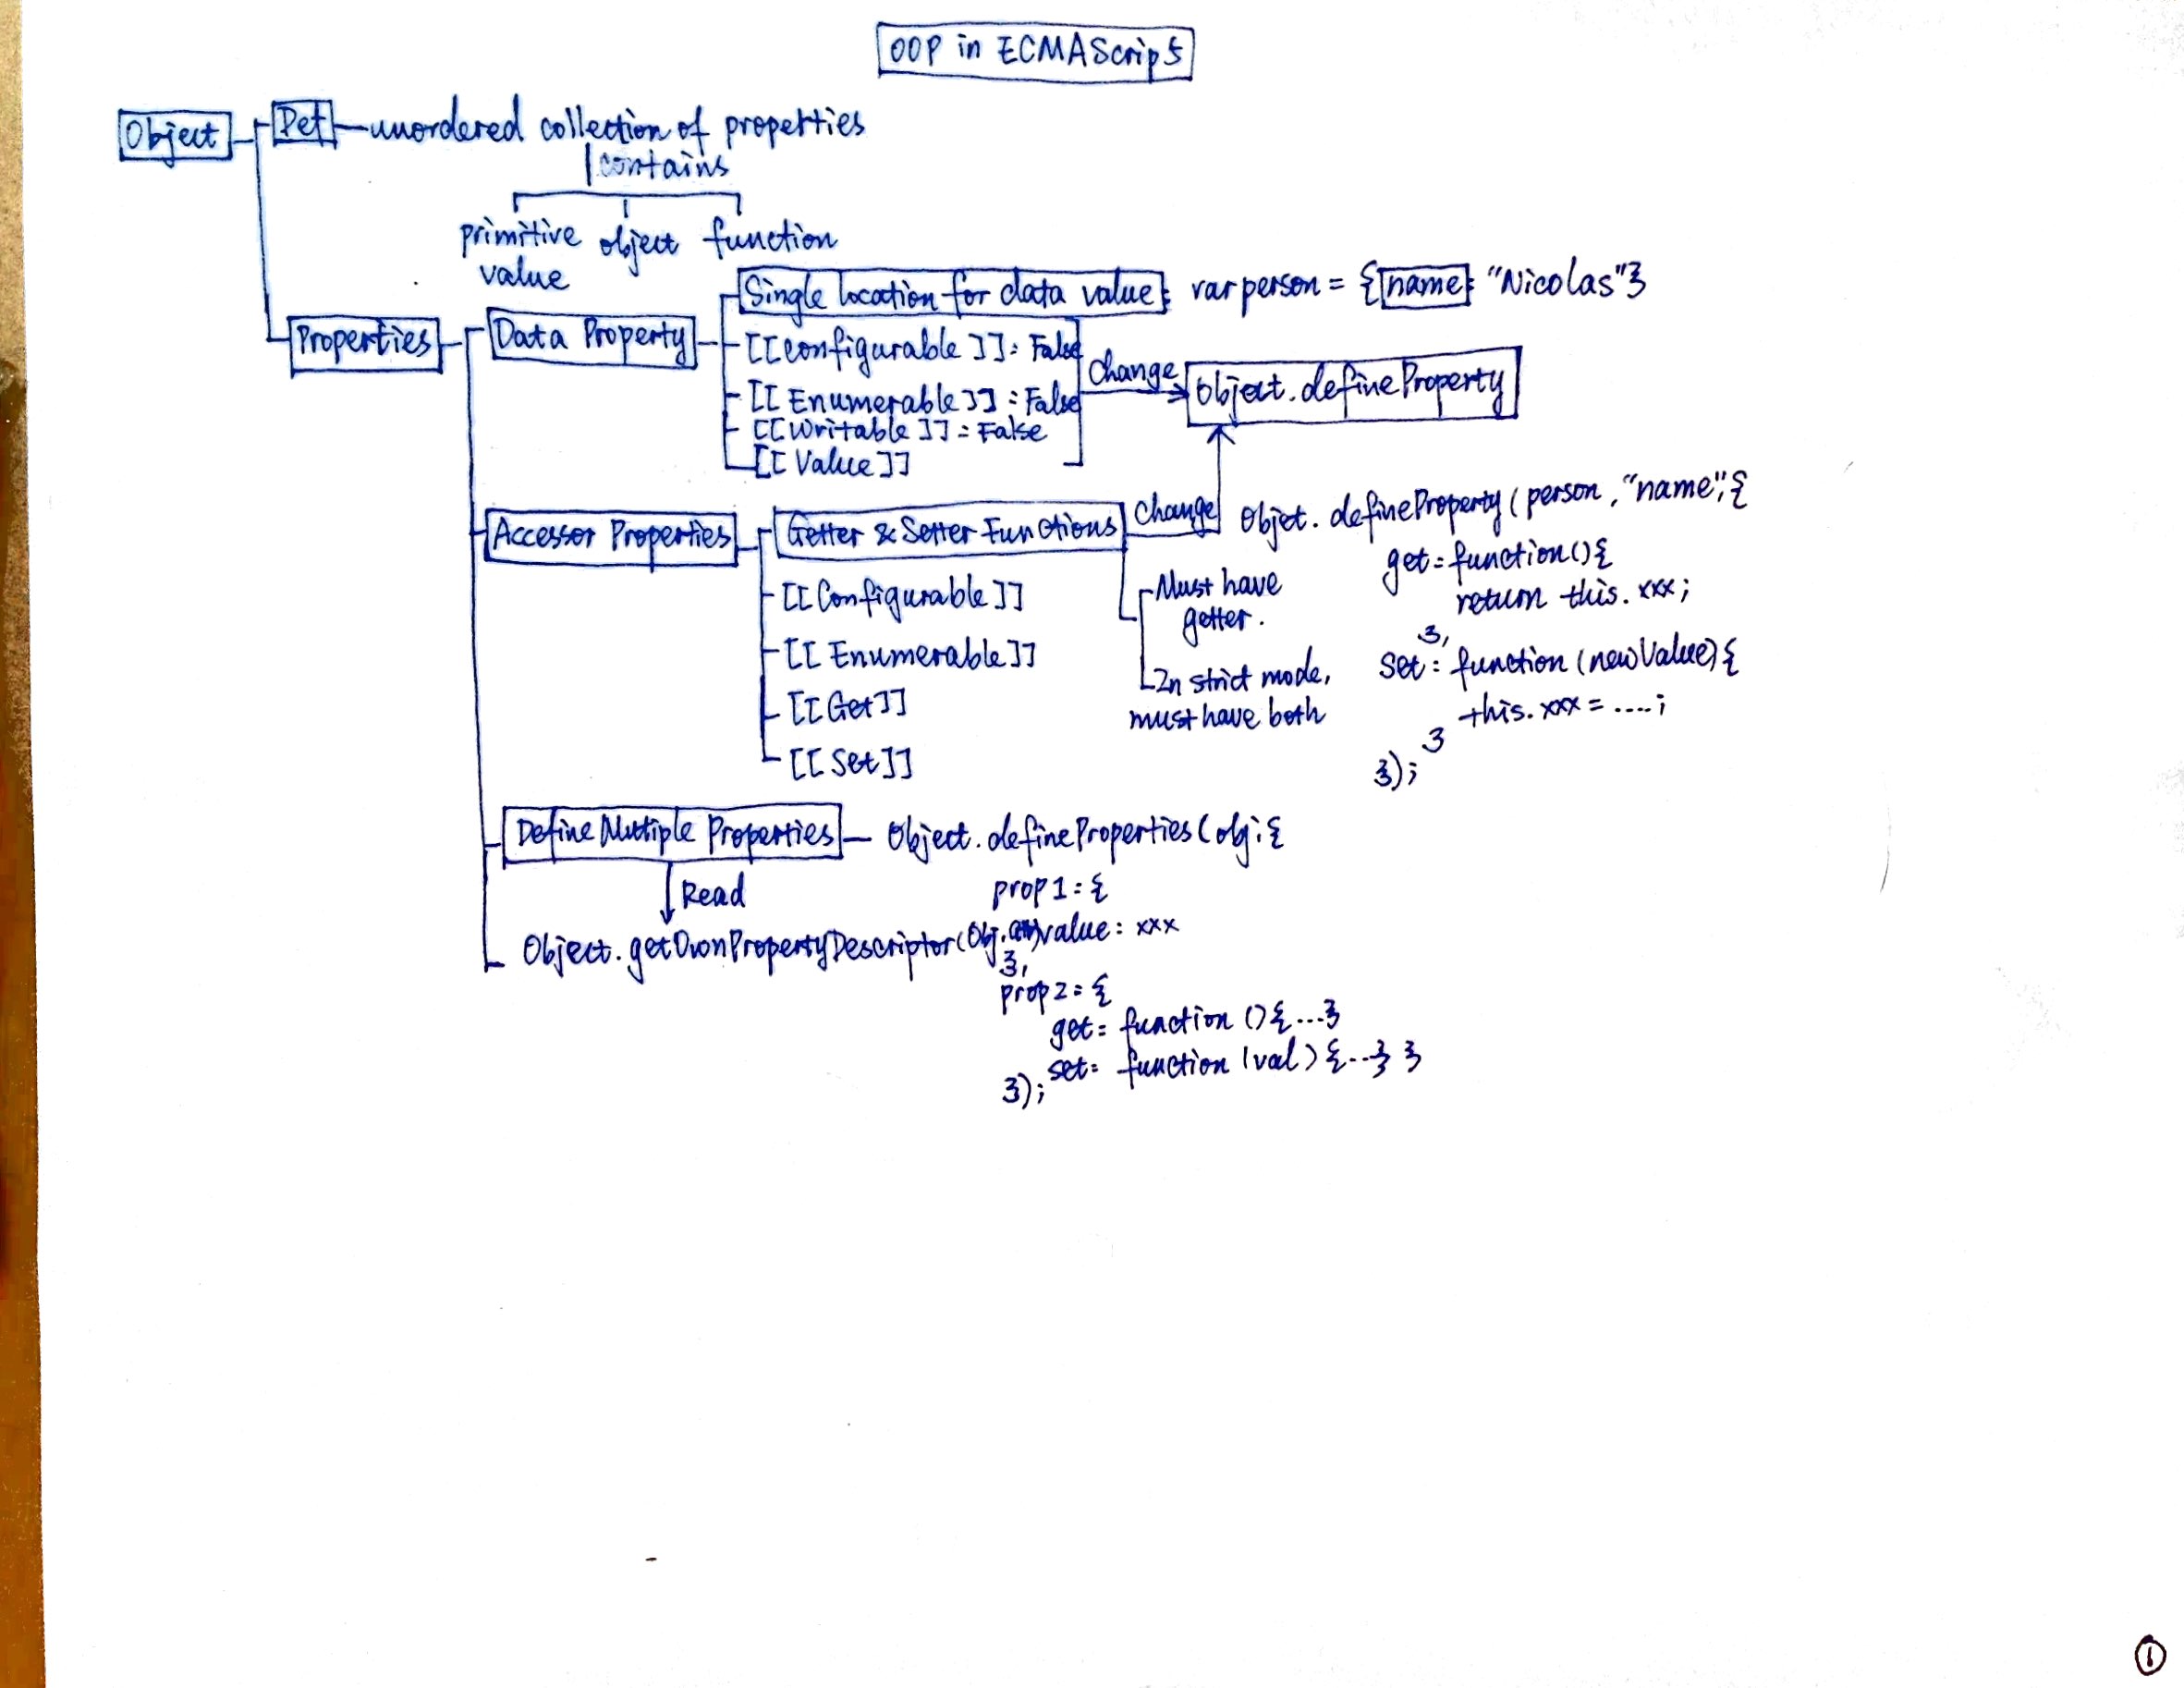 OOP in ECMAScrip5
Object
Def
unordered collection of properties
contains
primitive object function
value
Single location for data value: var person = {name: "Nicolas"}
Properties
Data Property
[[configurable]]: False
change
Object.defineProperty
[[Enumerable]]: False
[[Writable]]: False
[[Value]]
Accessor Properties
Getter & Setter Functions
change
Objet.defineProperty(person, "name", {
get: function(){
return this.xxx;
},
set: function (newValue) {
this.xxx = ....;
}
});
[[Configurable]]
[[Enumerable]]
[[Get]]
[[Set]]
Must have
getter.
In strict mode,
must have both
Define Multiple Properties
Object.defineProperties(obj; {
Read
prop1: {
value: xxx
},
Object.getOwnPropertyDescriptor(Obj,
prop2: {
get: function () {...}
set: function (val) {...} }
});
1